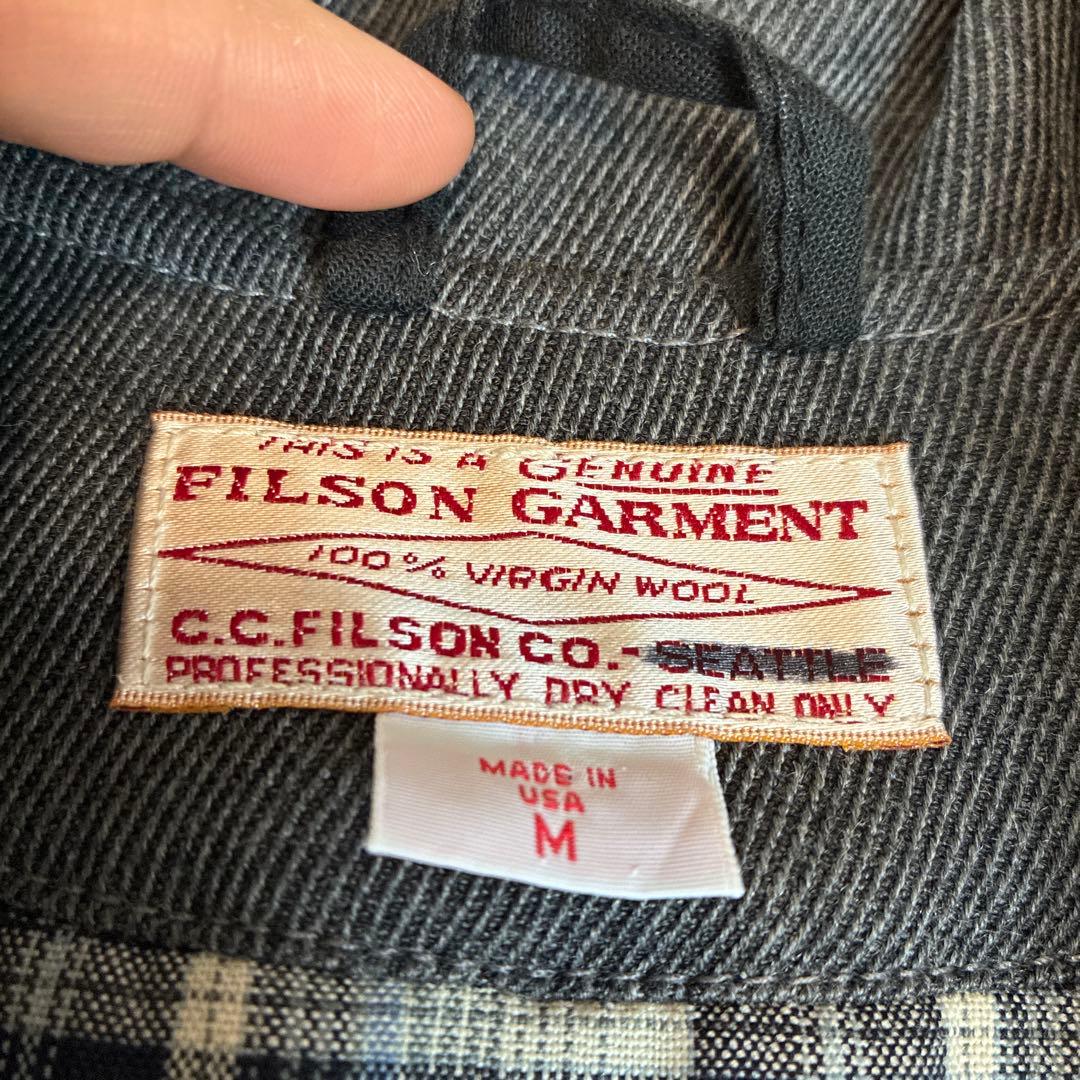 THIS IS A GENUINE
FILSON GARMENT
100% VIRGIN WOOL
C.C. FILSON CO.- SEATTLE
PROFESSIONALLY DRY CLEAN ONLY
MADE IN
USA
M